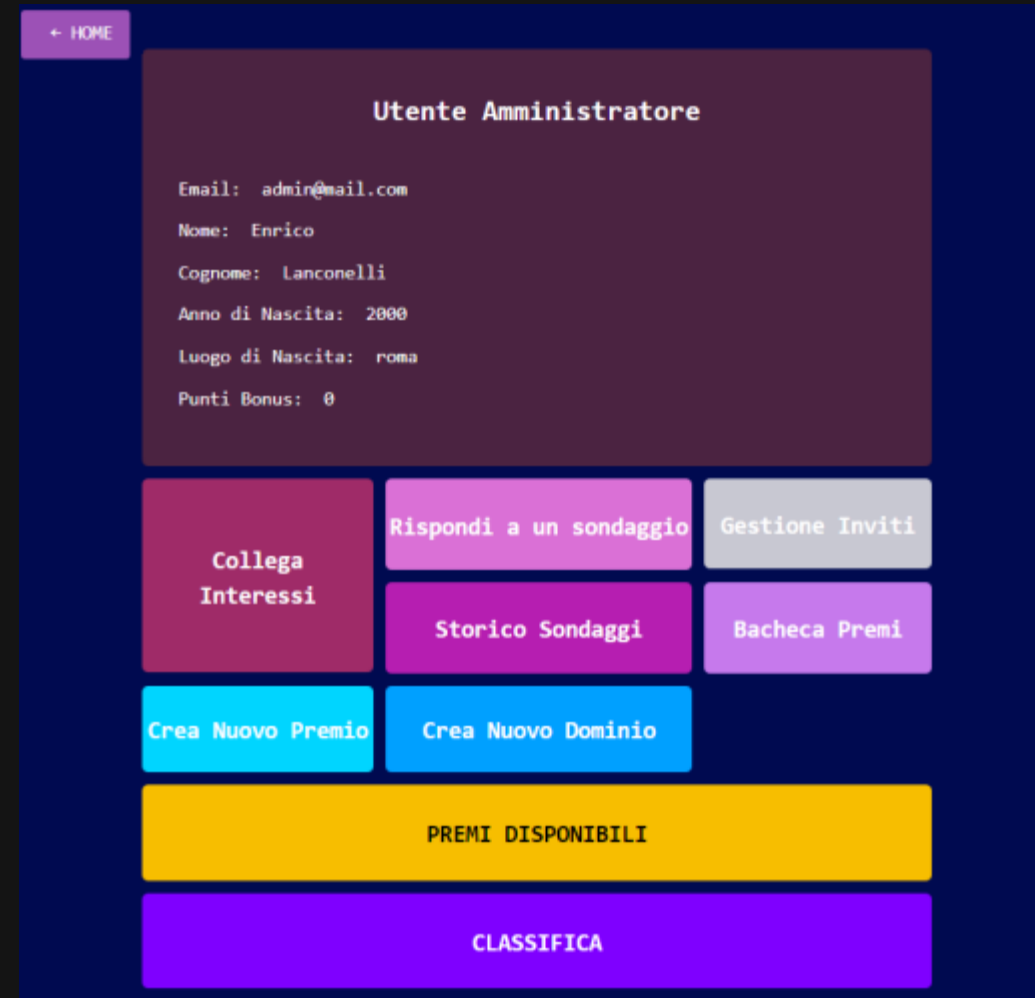 ← HOME
Utente Amministratore
Email: admin@mail.com
Nome: Enrico
Cognome: Lanconelli
Anno di Nascita: 2000
Luogo di Nascita: roma
Punti Bonus: 0
Collega
Interessi
Rispondi a un sondaggio
Gestione Inviti
Storico Sondaggi
Bacheca Premi
Crea Nuovo Premio
Crea Nuovo Dominio
PREMI DISPONIBILI
CLASSIFICA